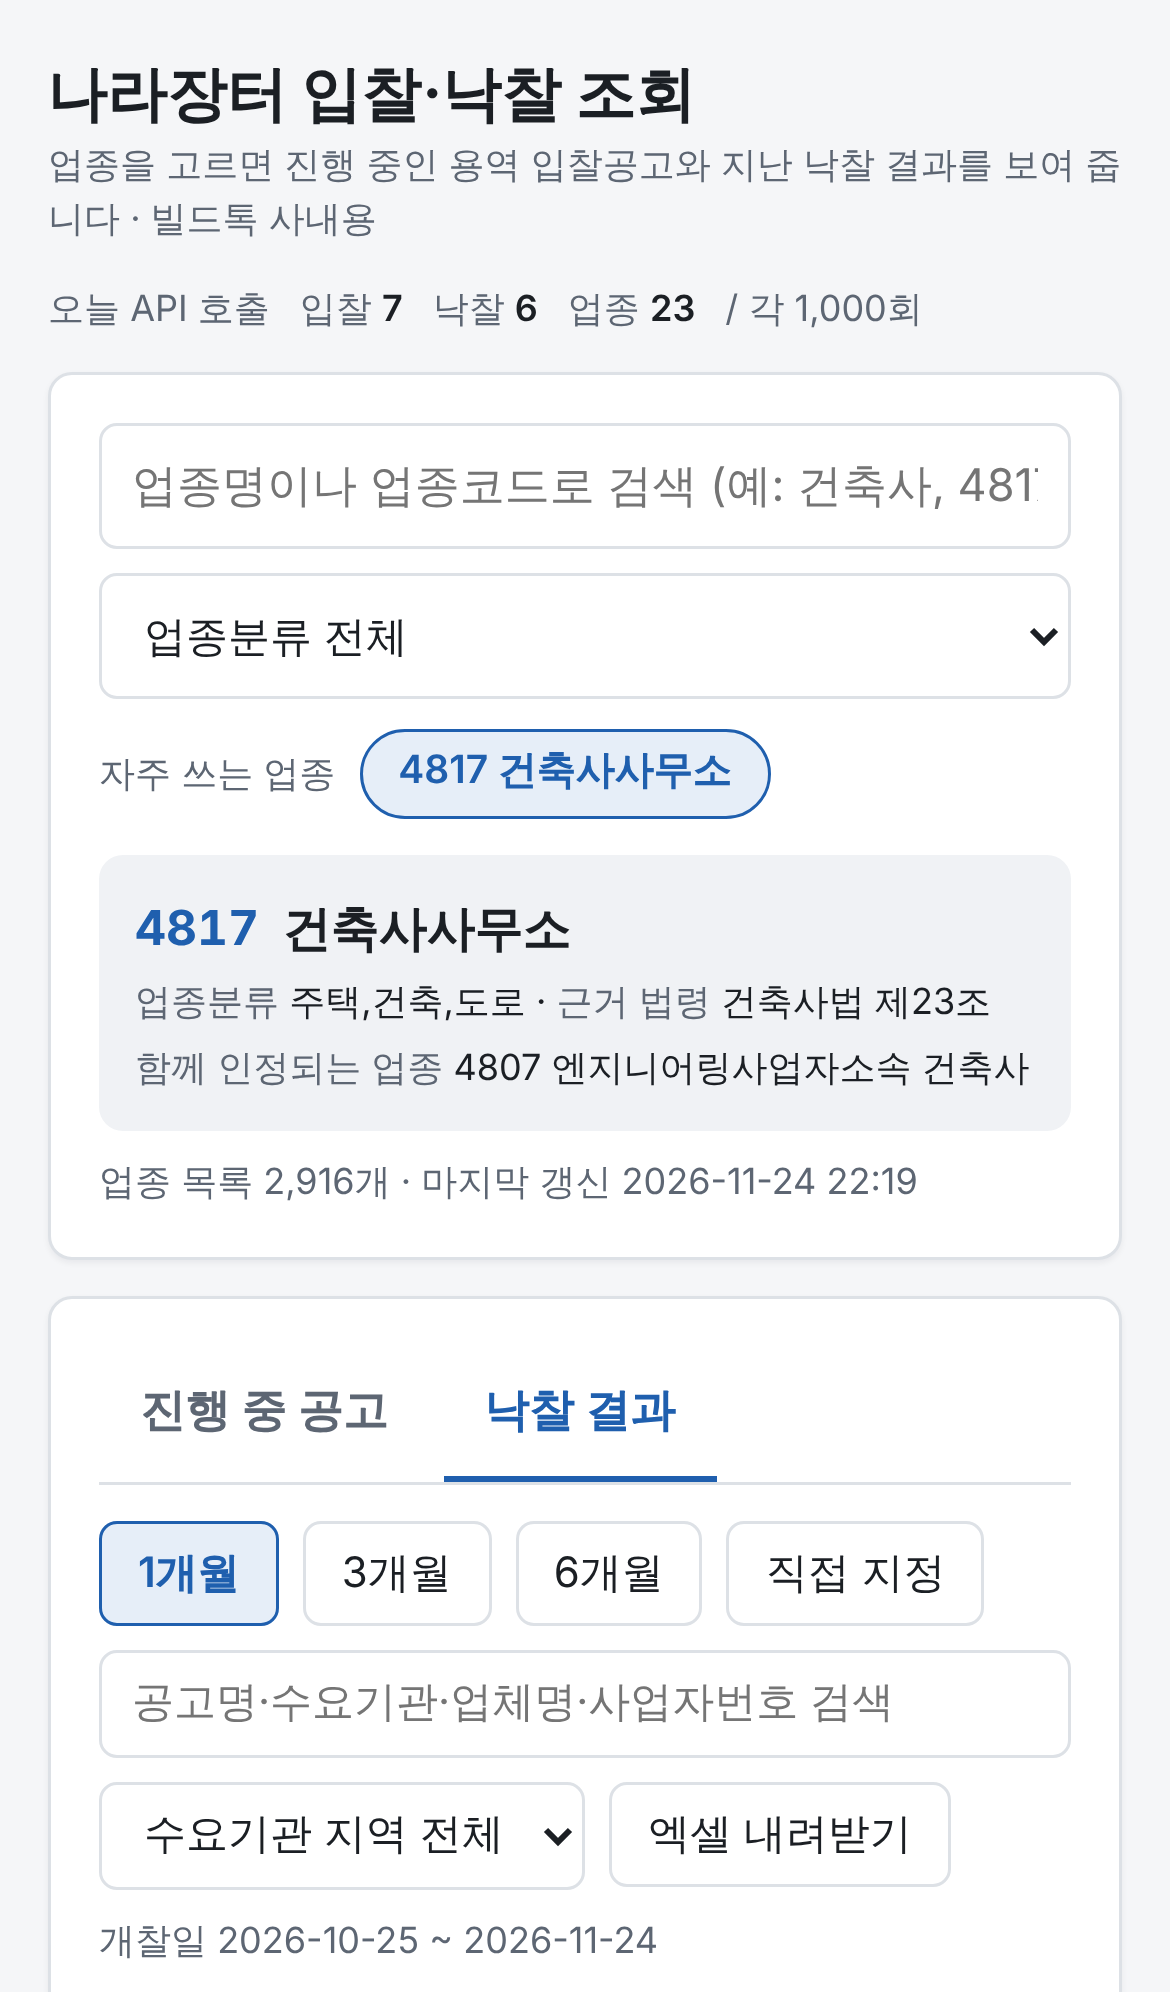 나라장터 입찰·낙찰 조회
업종을 고르면 진행 중인 용역 입찰공고와 지난 낙찰 결과를 보여 줍
니다 · 빌드톡 사내용
오늘 API 호출 입찰 7 낙찰 6 업종 23 / 각 1,000회
업종명이나 업종코드로 검색 (예: 건축사, 481
업종분류 전체
자주 쓰는 업종 4817 건축사사무소
4817 건축사사무소
업종분류 주택,건축,도로 · 근거 법령 건축사법 제23조
함께 인정되는 업종 4807 엔지니어링사업자소속 건축사
업종 목록 2,916개 · 마지막 갱신 2026-11-24 22:19
진행 중 공고 낙찰 결과
1개월 3개월 6개월 직접 지정
공고명·수요기관·업체명·사업자번호 검색
수요기관 지역 전체 엑셀 내려받기
개찰일 2026-10-25 ~ 2026-11-24